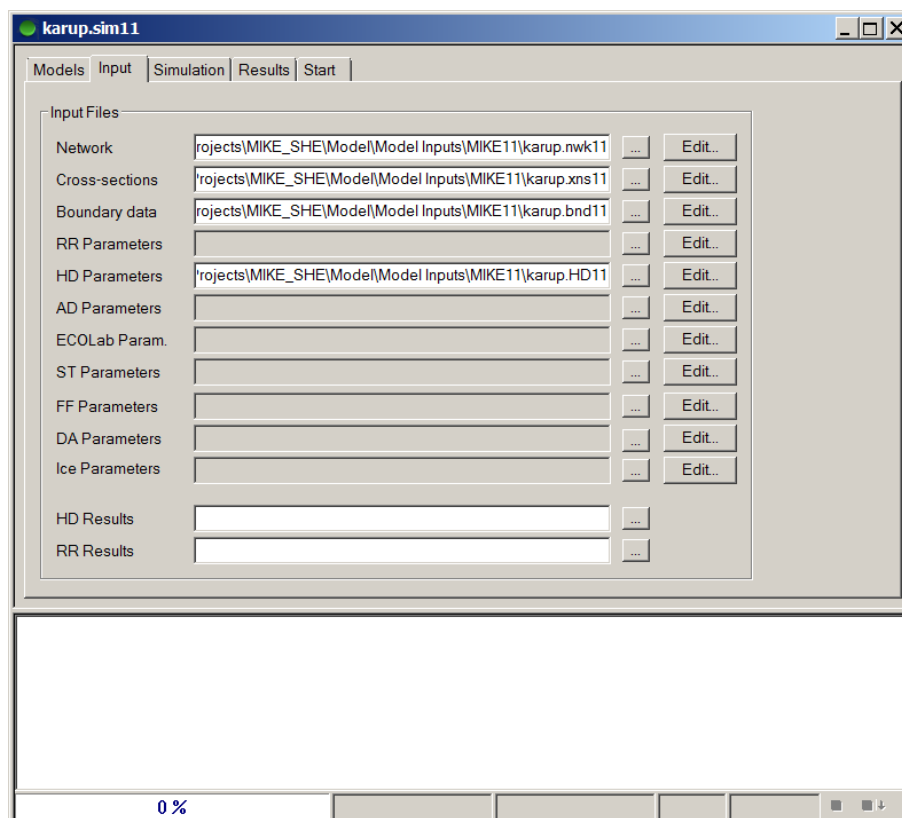 karup.sim11
Models Input Simulation Results Start
Input Files
Network rojects\MIKE_SHE\Model\Model Inputs\MIKE11\karup.nwk11 ... Edit...
Cross-sections 'rojects\MIKE_SHE\Model\Model Inputs\MIKE11\karup.xns11 ... Edit...
Boundary data rojects\MIKE_SHE\Model\Model Inputs\MIKE11\karup.bnd11 ... Edit...
RR Parameters ... Edit...
HD Parameters 'rojects\MIKE_SHE\Model\Model Inputs\MIKE11\karup.HD11 ... Edit...
AD Parameters ... Edit...
ECOLab Param. ... Edit...
ST Parameters ... Edit...
FF Parameters ... Edit...
DA Parameters ... Edit...
Ice Parameters ... Edit...
HD Results ...
RR Results ...
0 %